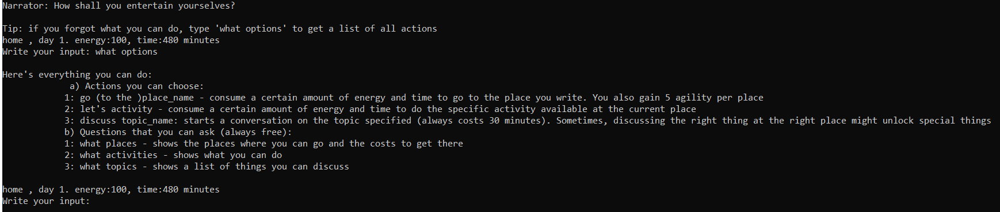 Narrator: How shall you entertain yourselves?
Tip: if you forgot what you can do, type 'what options' to get a list of all actions
home , day 1. energy:100, time:480 minutes
Write your input: what options
Here's everything you can do:
a) Actions you can choose:
1: go (to the )place_name - consume a certain amount of energy and time to go to the place you write. You also gain 5 agility per place
2: let's activity - consume a certain amount of energy and time to do the specific activity available at the current place
3: discuss topic_name: starts a conversation on the topic specified (always costs 30 minutes). Sometimes, discussing the right thing at the right place might unlock special things
b) Questions that you can ask (always free):
1: what places - shows the places where you can go and the costs to get there
2: what activities - shows what you can do
3: what topics - shows a list of things you can discuss
home , day 1. energy:100, time:480 minutes
Write your input: